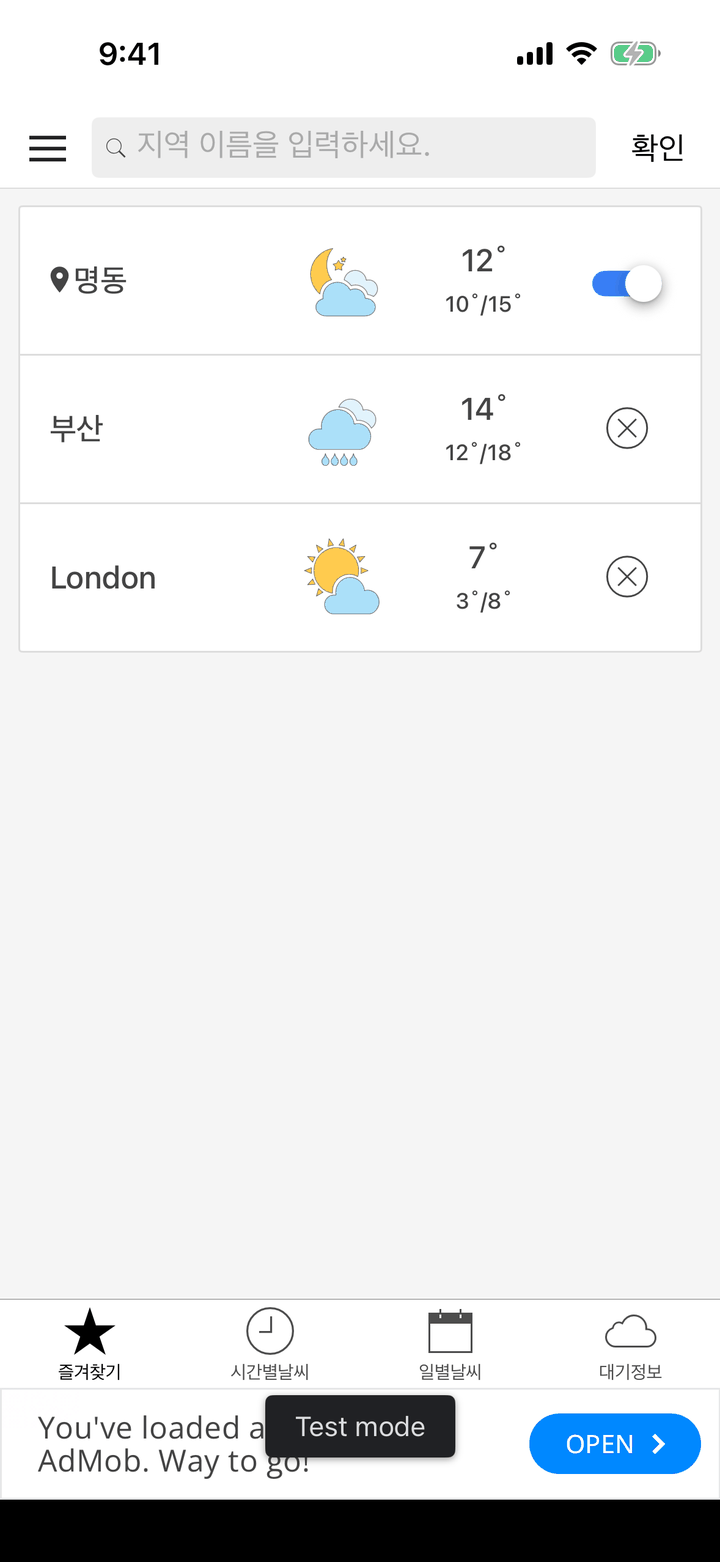 9:41
지역 이름을 입력하세요.
확인
명동
12°
10°/15°
부산
14°
12°/18°
London
7°
3°/8°
즐겨찾기
시간별날씨
일별날씨
대기정보
You've loaded a
Test mode
AdMob. Way to go!
OPEN